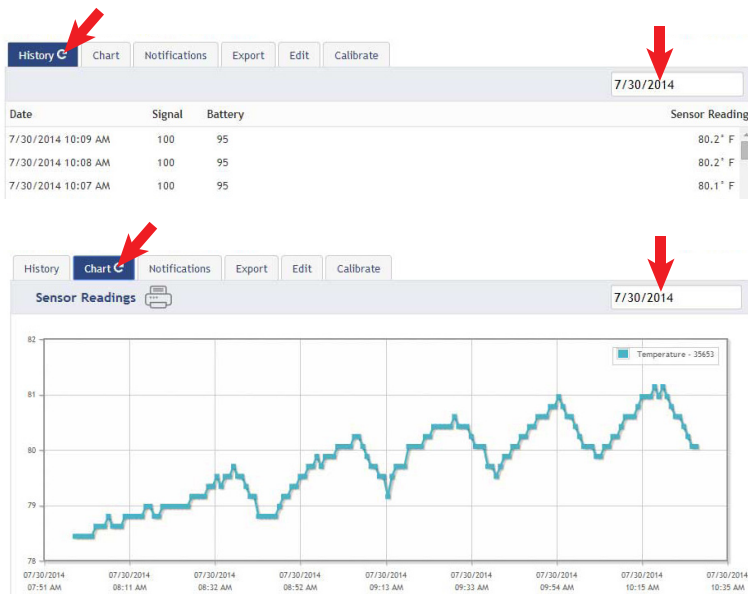 History Chart Notifications Export Edit Calibrate
7/30/2014
Date Signal Battery Sensor Reading
7/30/2014 10:09 AM 100 95 80.2° F
7/30/2014 10:08 AM 100 95 80.2° F
7/30/2014 10:07 AM 100 95 80.1° F
History Chart Notifications Export Edit Calibrate
Sensor Readings 7/30/2014
82
Temperature - 35653
81
80
79
78
07/30/2014 07/30/2014 07/30/2014 07/30/2014 07/30/2014 07/30/2014 07/30/2014 07/30/2014 07/30/2014
07:51 AM 08:11 AM 08:32 AM 08:52 AM 09:13 AM 09:33 AM 09:54 AM 10:15 AM 10:35 AM